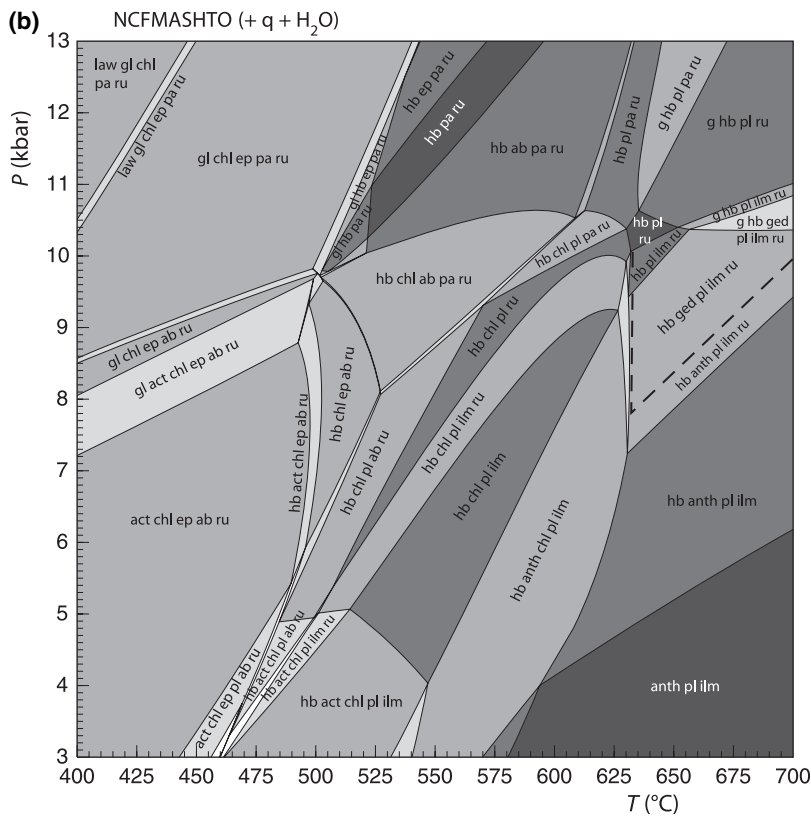 (b) NCFMASHTO (+ q + H₂O)
13
12
11
10
9
8
7
6
5
4
3
P (kbar)
law gl chl
pa ru
law gl chl ep pa ru
gl chl ep pa ru
gl hb ep pa ru
gl hb pa ru
hb ep pa ru
hb pa ru
hb ab pa ru
hb pl pa ru
g hb pl pa ru
g hb pl ru
g hb pl ilm ru
g hb ged
pl ilm ru
hb pl
ru
hb pl ilm ru
hb ged pl ilm ru
hb anth pl ilm ru
hb chl pl pa ru
hb chl ab pa ru
gl chl ep ab ru
gl act chl ep ab ru
hb act chl ep ab ru
hb chl ep ab ru
hb chl pl ab ru
hb chl pl ru
hb chl pl ilm ru
hb chl pl ilm
hb anth chl pl ilm
hb anth pl ilm
act chl ep ab ru
act chl ep pl ab ru
hb act chl pl ab ru
hb act chl pl ilm ru
hb act chl pl ilm
anth pl ilm
400 425 450 475 500 525 550 575 600 625 650 675 700
T (°C)